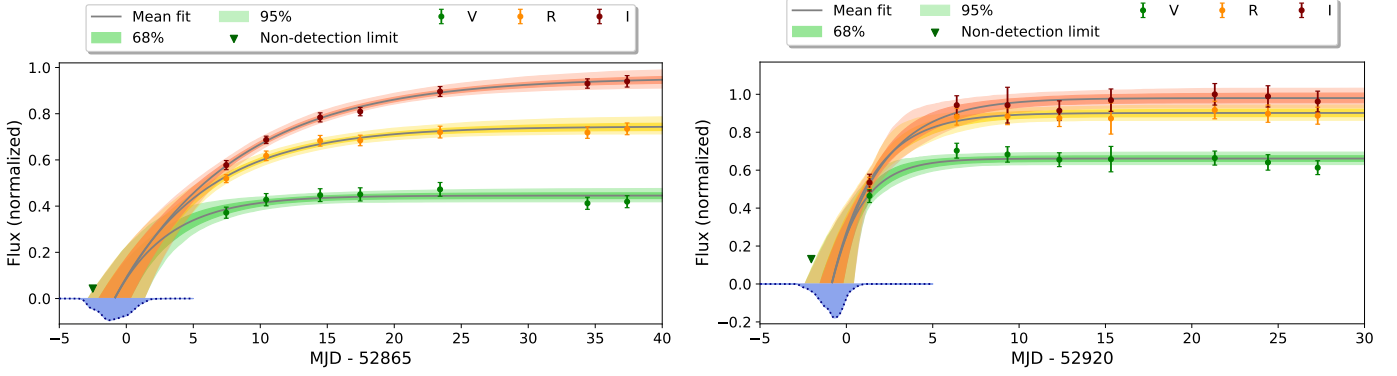 Mean fit 95% V R I
68% Non-detection limit
1.0
0.8
0.6
0.4
0.2
0.0
Flux (normalized)
−5 0 5 10 15 20 25 30 35 40
MJD - 52865
Mean fit 95% V R I
68% Non-detection limit
1.0
0.8
0.6
0.4
0.2
0.0
−0.2
Flux (normalized)
−5 0 5 10 15 20 25 30
MJD - 52920